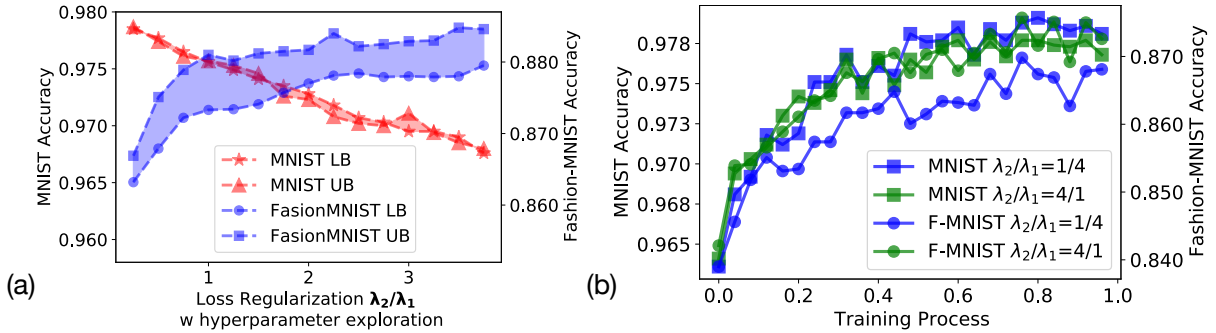 0.980
0.975
0.970
0.965
0.960
MNIST Accuracy
0.880
0.870
0.860
Fashion-MNIST Accuracy
MNIST LB
MNIST UB
FasionMNIST LB
FasionMNIST UB
1
2
3
Loss Regularization λ₂/λ₁
w hyperparameter exploration
(a)
0.978
0.975
0.973
0.970
0.968
0.965
MNIST Accuracy
0.870
0.860
0.850
0.840
Fashion-MNIST Accuracy
MNIST λ₂/λ₁=1/4
MNIST λ₂/λ₁=4/1
F-MNIST λ₂/λ₁=1/4
F-MNIST λ₂/λ₁=4/1
0.0
0.2
0.4
0.6
0.8
1.0
Training Process
(b)